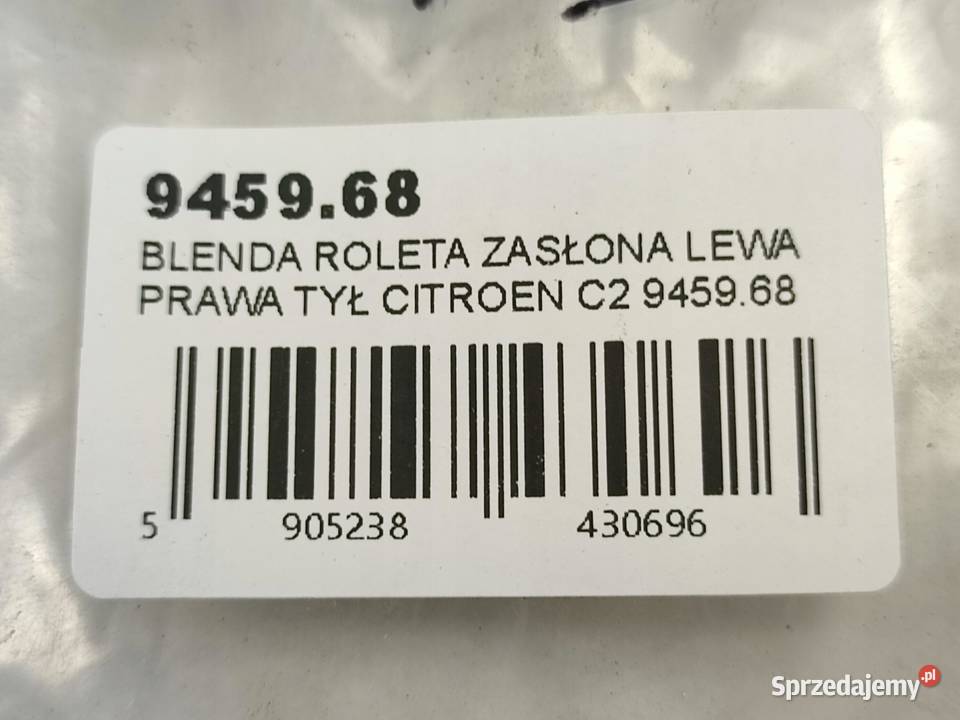 9459.68
BLENDA ROLETA ZASŁONA LEWA
PRAWA TYŁ CITROEN C2 9459.68
5 905238 430696
Sprzedajemy.pl